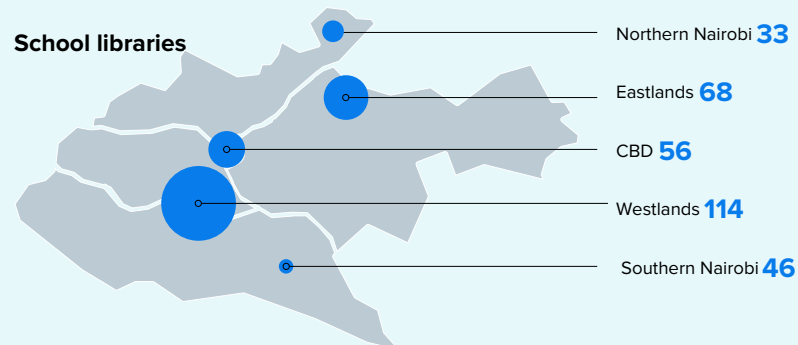 School libraries
Northern Nairobi 33
Eastlands 68
CBD 56
Westlands 114
Southern Nairobi 46